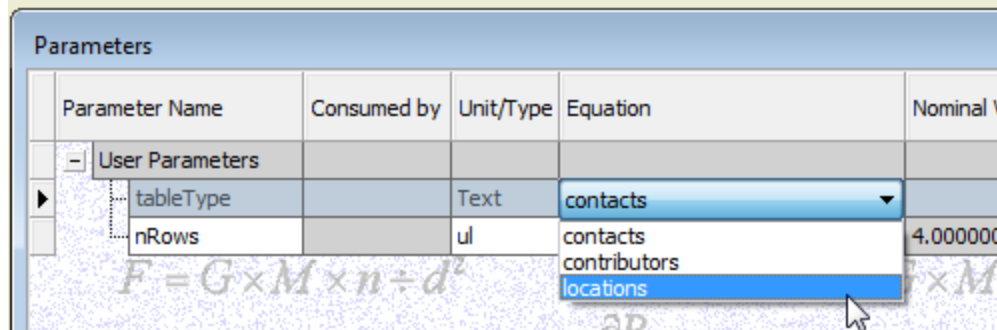 Parameters
Parameter Name Consumed by Unit/Type Equation Nominal
User Parameters
tableType Text contacts
nRows ul contacts 4.000000
contributors
locations
F = G × M × n ÷ d² × M
∂P